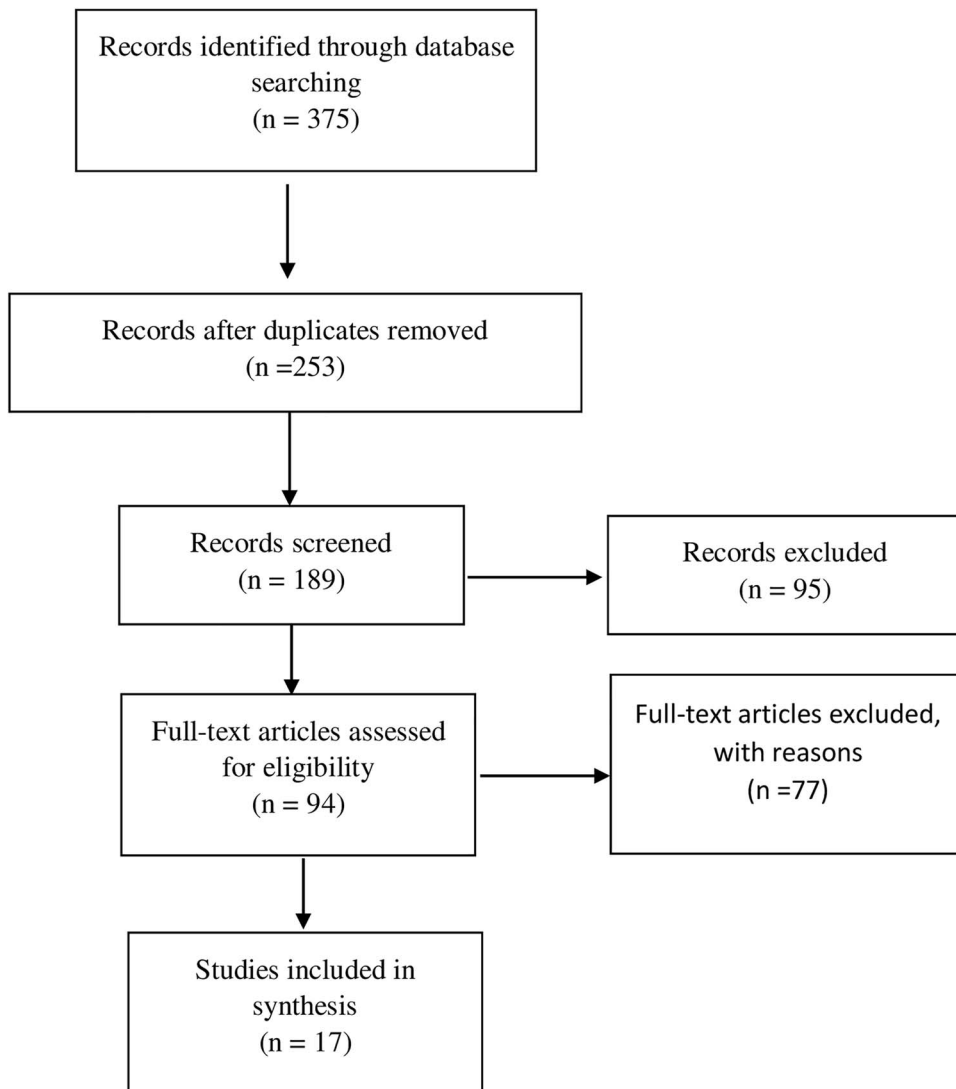 Records identified through database
searching
(n = 375)
Records after duplicates removed
(n =253)
Records screened
(n = 189)
Records excluded
(n = 95)
Full-text articles assessed
for eligibility
(n = 94)
Full-text articles excluded,
with reasons
(n =77)
Studies included in
synthesis
(n = 17)